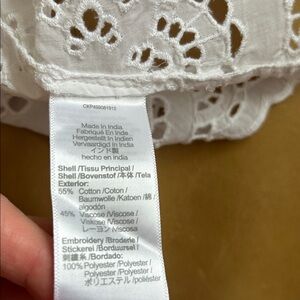 Made in India
Fabriqué En Inde
Hergestellt In Indien
Vervaardigd In India
インド製
hecho en india
Shell /Tissu Principal /
Shell /Bovenstof /本体 /Tela
Exterior:
55% Cotton /Coton /
Baumwolle /Katoen /綿 /
algodón
45% Viscose /Viscose /
Viskose /Viscose /
レーヨン /Viscosa
Embroidery /Broderie /
Stickerei /Borduursel /
刺繍糸 /Bordado:
100% Polyester /Polyester /
Polyester /Polyester /
ポリエステル /poliéster